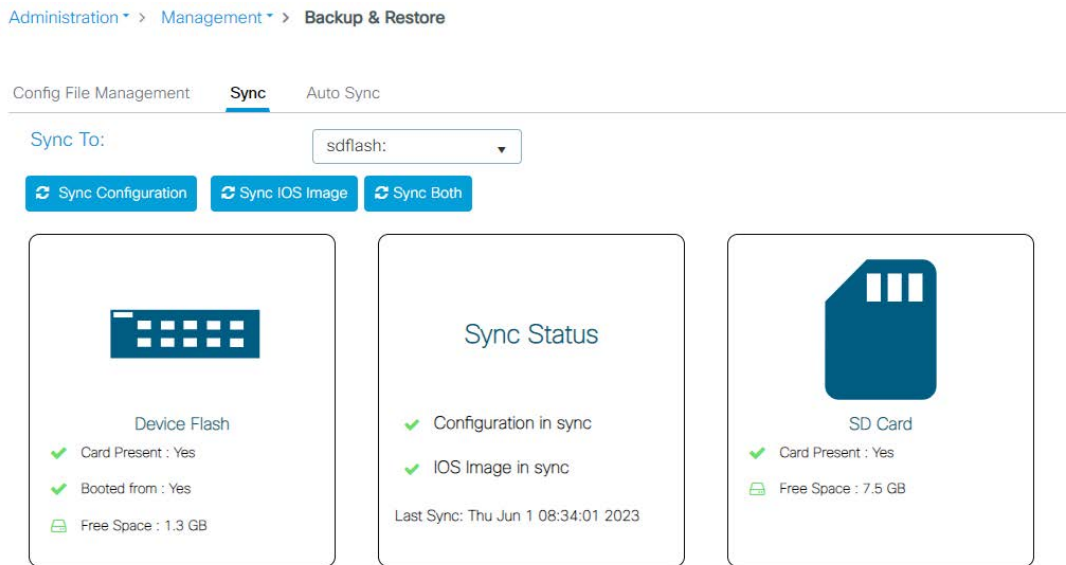 Administration > Management > Backup & Restore
Config File Management Sync Auto Sync
Sync To: sdflash:
Sync Configuration Sync IOS Image Sync Both
Device Flash
Card Present : Yes
Booted from : Yes
Free Space : 1.3 GB
Sync Status
Configuration in sync
IOS Image in sync
Last Sync: Thu Jun 1 08:34:01 2023
SD Card
Card Present : Yes
Free Space : 7.5 GB